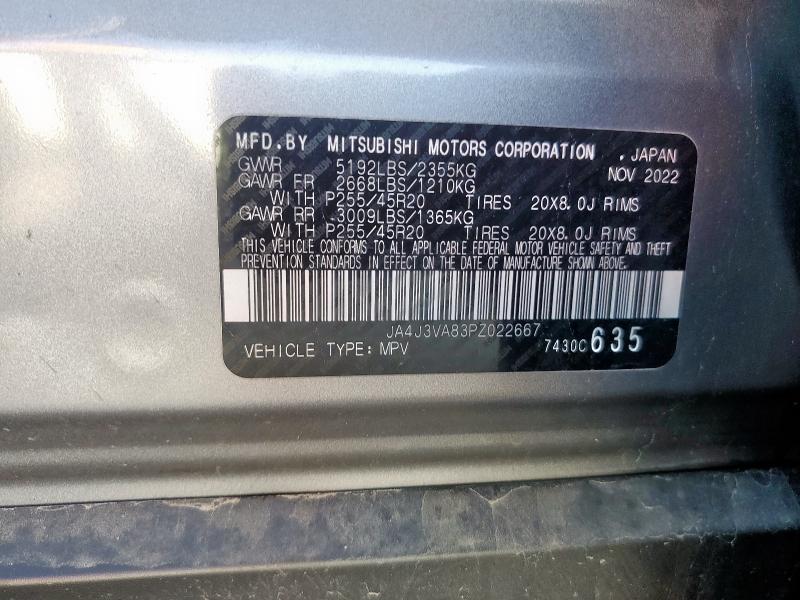 MFD.BY MITSUBISHI MOTORS CORPORATION , JAPAN
GVWR 5192LBS/2355KG NOV 2022
GAWR FR 2668LBS/1210KG
WITH P255/45R20 TIRES 20X8.0J RIMS
GAWR RR 3009LBS/1365KG
WITH P255/45R20 TIRES 20X8.0J RIMS
THIS VEHICLE CONFORMS TO ALL APPLICABLE FEDERAL MOTOR VEHICLE SAFETY AND THEFT
PREVENTION STANDARDS IN EFFECT ON THE DATE OF MANUFACTURE SHOWN ABOVE.
JA4J3VA83PZ022667
VEHICLE TYPE: MPV 7430C 635